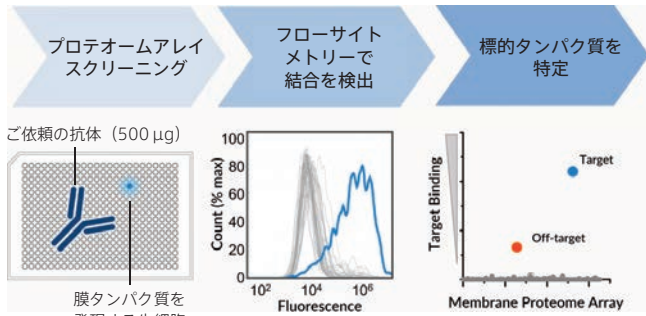 プロテオームアレイ
スクリーニング
フローサイト
メトリーで
結合を検出
標的タンパク質を
特定
ご依頼の抗体（500 µg）
膜タンパク質を
Count (% max)
100
80
60
40
20
0
10²
10⁴
10⁶
Fluorescence
Target Binding
Target
Off-target
Membrane Proteome Array